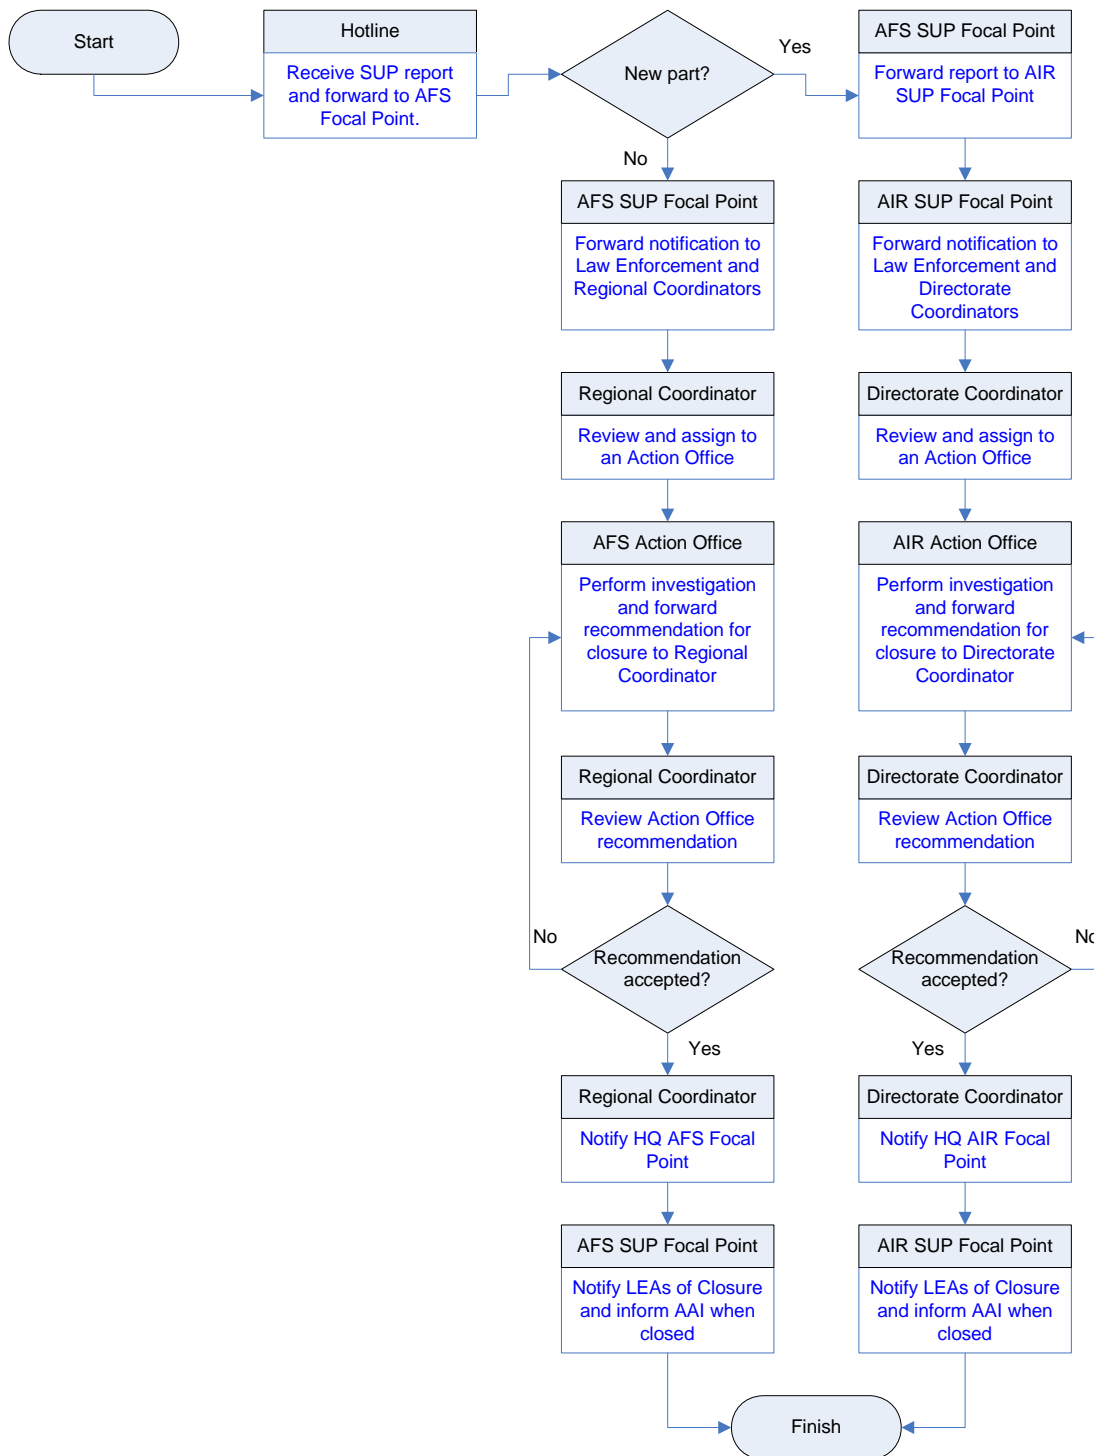 Start
Hotline
Receive SUP report
and forward to AFS
Focal Point.
New part?
Yes
AFS SUP Focal Point
Forward report to AIR
SUP Focal Point
No
AFS SUP Focal Point
Forward notification to
Law Enforcement and
Regional Coordinators
AIR SUP Focal Point
Forward notification to
Law Enforcement and
Directorate
Coordinators
Regional Coordinator
Review and assign to
an Action Office
Directorate Coordinator
Review and assign to
an Action Office
AFS Action Office
Perform investigation
and forward
recommendation for
closure to Regional
Coordinator
AIR Action Office
Perform investigation
and forward
recommendation for
closure to Directorate
Coordinator
Regional Coordinator
Review Action Office
recommendation
Directorate Coordinator
Review Action Office
recommendation
No
Recommendation
accepted?
Recommendation
accepted?
No
Yes
Yes
Regional Coordinator
Notify HQ AFS Focal
Point
Directorate Coordinator
Notify HQ AIR Focal
Point
AFS SUP Focal Point
Notify LEAs of Closure
and inform AAI when
closed
AIR SUP Focal Point
Notify LEAs of Closure
and inform AAI when
closed
Finish